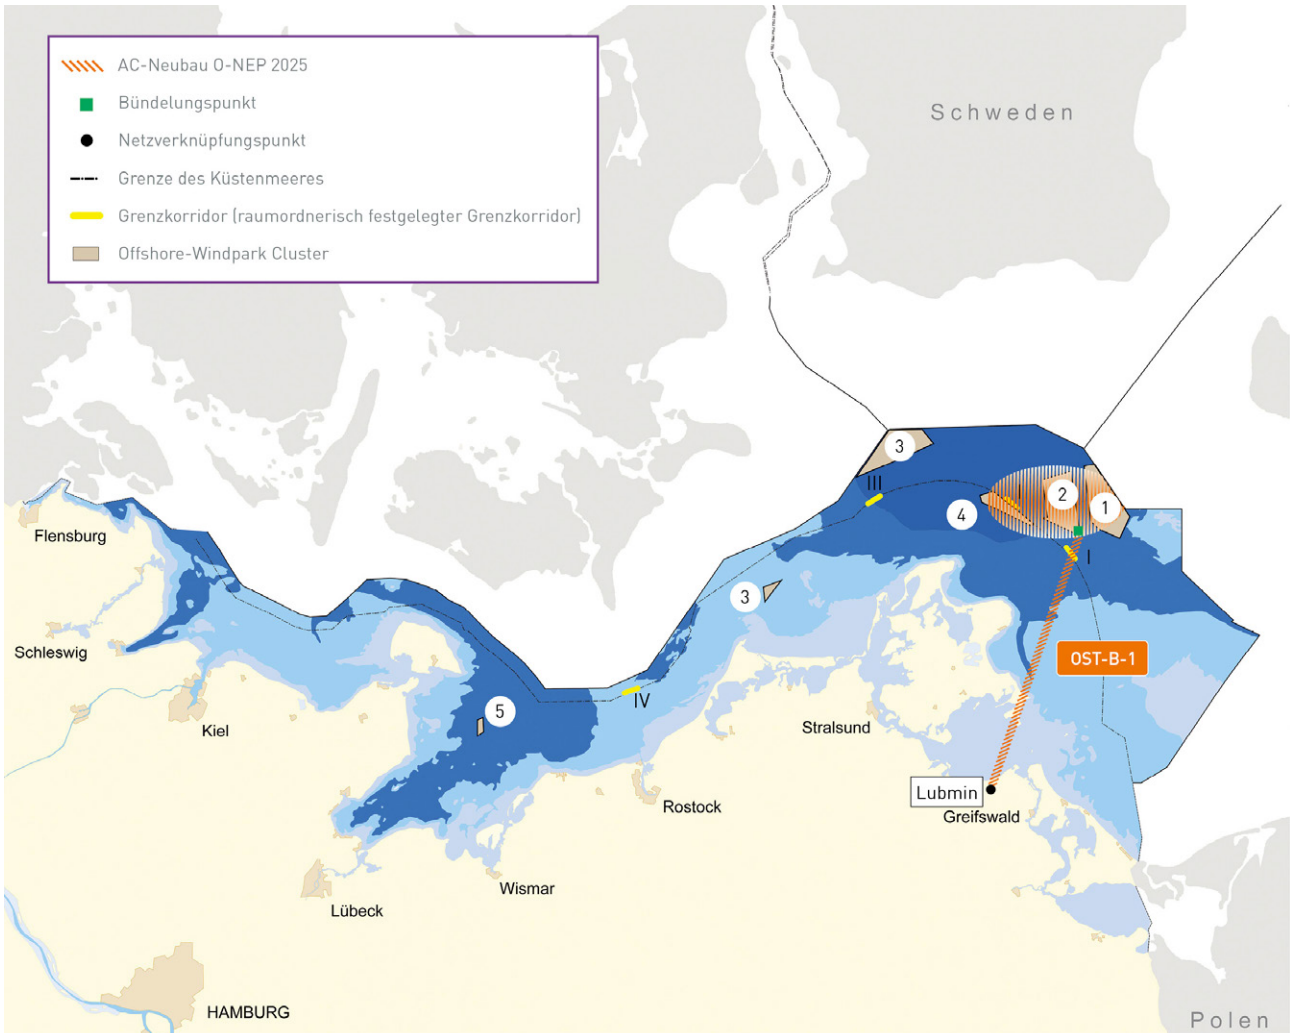 AC-Neubau O-NEP 2025
Bündelungspunkt
Netzverknüpfungspunkt
Grenze des Küstenmeeres
Grenzkorridor (raumordnerisch festgelegter Grenzkorridor)
Offshore-Windpark Cluster
Schweden
3
III
2
1
4
I
Flensburg
3
Schleswig
OST-B-1
IV
5
Kiel
Stralsund
Lubmin
Rostock
Greifswald
Wismar
Lübeck
HAMBURG
Polen